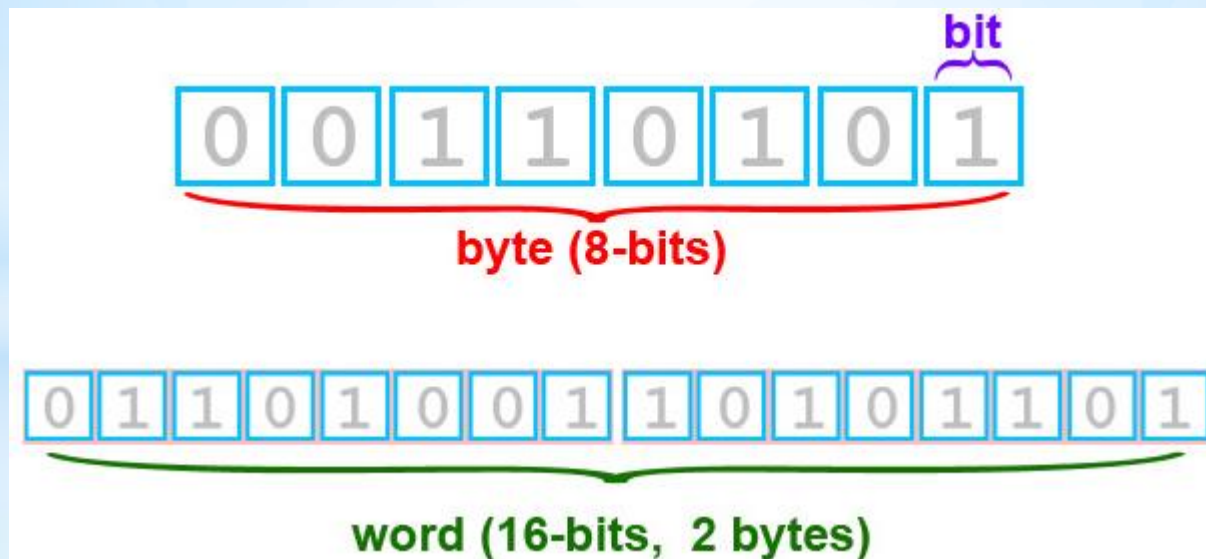 bit
0 0 1 1 0 1 0 1
byte (8-bits)
0 1 1 0 1 0 0 1 1 0 1 0 1 1 0 1
word (16-bits, 2 bytes)